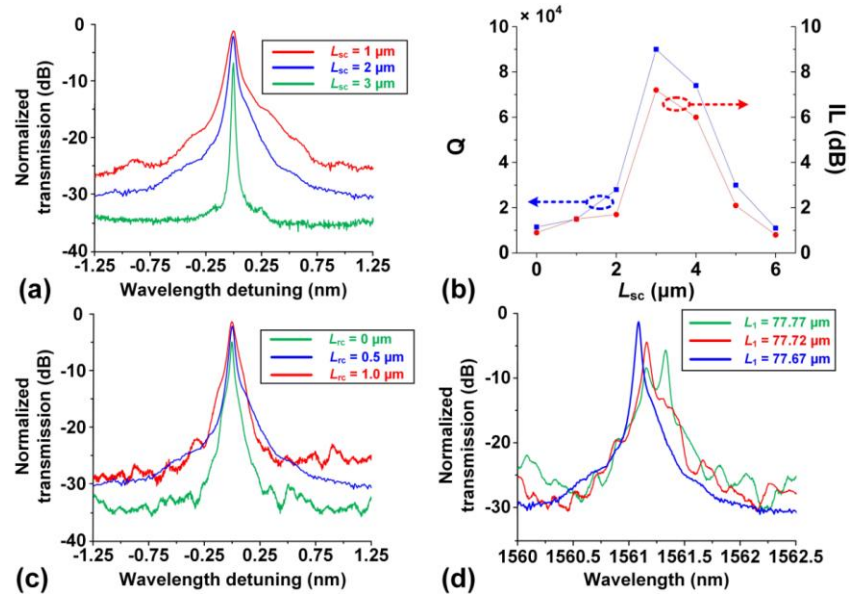 0
-10
-20
-30
-40
Normalized
transmission (dB)
L_sc = 1 μm
L_sc = 2 μm
L_sc = 3 μm
-1.25 -0.75 -0.25 0.25 0.75 1.25
Wavelength detuning (nm)
(a)
× 10⁴
10
8
6
4
2
0
Q
10
8
6
4
2
0
IL (dB)
0 2 4 6
L_sc (μm)
(b)
0
-10
-20
-30
-40
Normalized
transmission (dB)
L_rc = 0 μm
L_rc = 0.5 μm
L_rc = 1.0 μm
-1.25 -0.75 -0.25 0.25 0.75 1.25
Wavelength detuning (nm)
(c)
0
-10
-20
-30
Normalized
transmission (dB)
L₁ = 77.77 μm
L₁ = 77.72 μm
L₁ = 77.67 μm
1560 1560.5 1561 1561.5 1562 1562.5
Wavelength (nm)
(d)